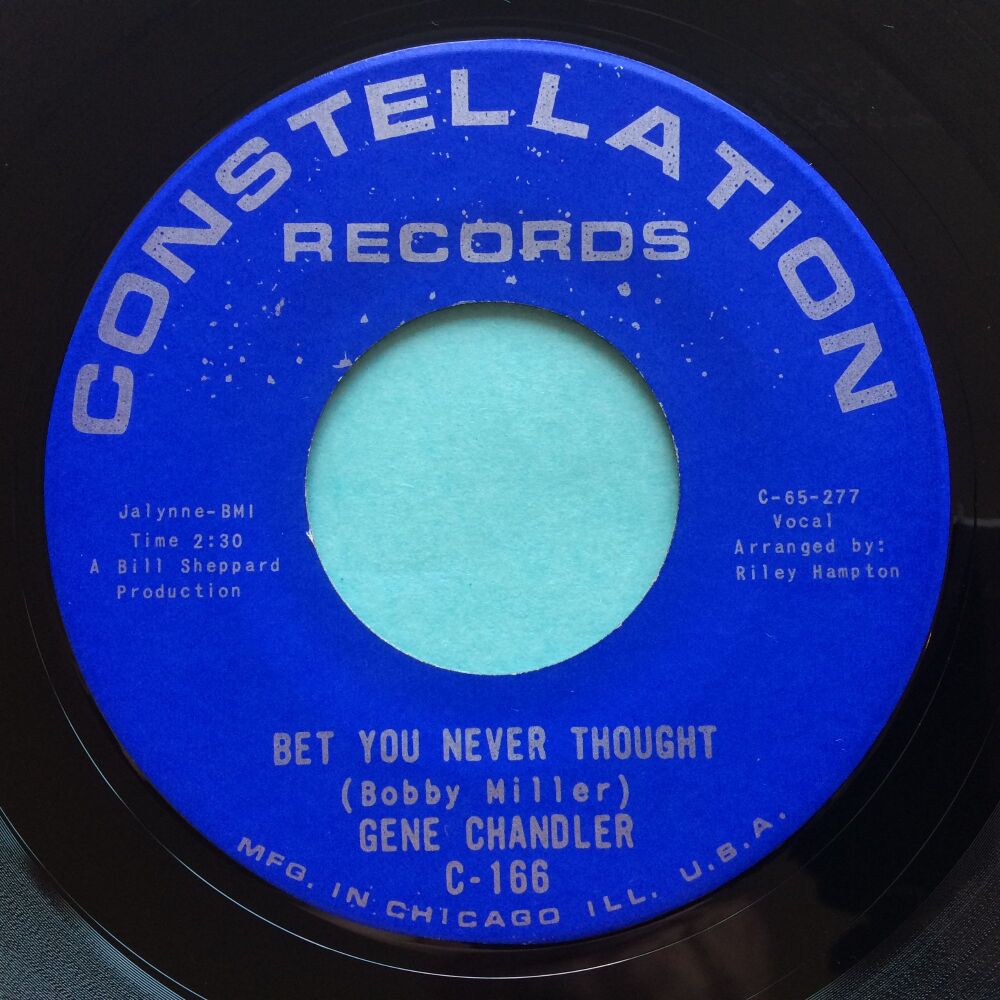 CONSTELLATION
RECORDS
Jalynne-BMI
Time 2:30
A Bill Sheppard
Production
C-65-277
Vocal
Arranged by:
Riley Hampton
BET YOU NEVER THOUGHT
(Bobby Miller)
GENE CHANDLER
C-166
MFG. IN CHICAGO ILL. U.S.A.